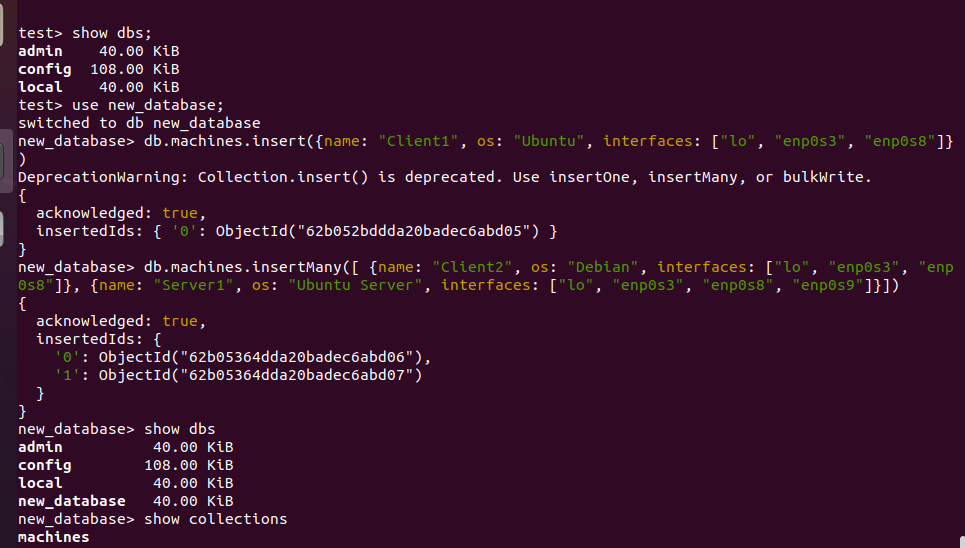 test> show dbs;
admin    40.00 KiB
config  108.00 KiB
local    40.00 KiB
test> use new_database;
switched to db new_database
new_database> db.machines.insert({name: "Client1", os: "Ubuntu", interfaces: ["lo", "enp0s3", "enp0s8"]}
)
DeprecationWarning: Collection.insert() is deprecated. Use insertOne, insertMany, or bulkWrite.
{
  acknowledged: true,
  insertedIds: { '0': ObjectId("62b052bddda20badec6abd05") }
}
new_database> db.machines.insertMany([ {name: "Client2", os: "Debian", interfaces: ["lo", "enp0s3", "enp
0s8"]}, {name: "Server1", os: "Ubuntu Server", interfaces: ["lo", "enp0s3", "enp0s8", "enp0s9"]}])
{
  acknowledged: true,
  insertedIds: {
    '0': ObjectId("62b05364dda20badec6abd06"),
    '1': ObjectId("62b05364dda20badec6abd07")
  }
}
new_database> show dbs
admin          40.00 KiB
config        108.00 KiB
local          40.00 KiB
new_database   40.00 KiB
new_database> show collections
machines